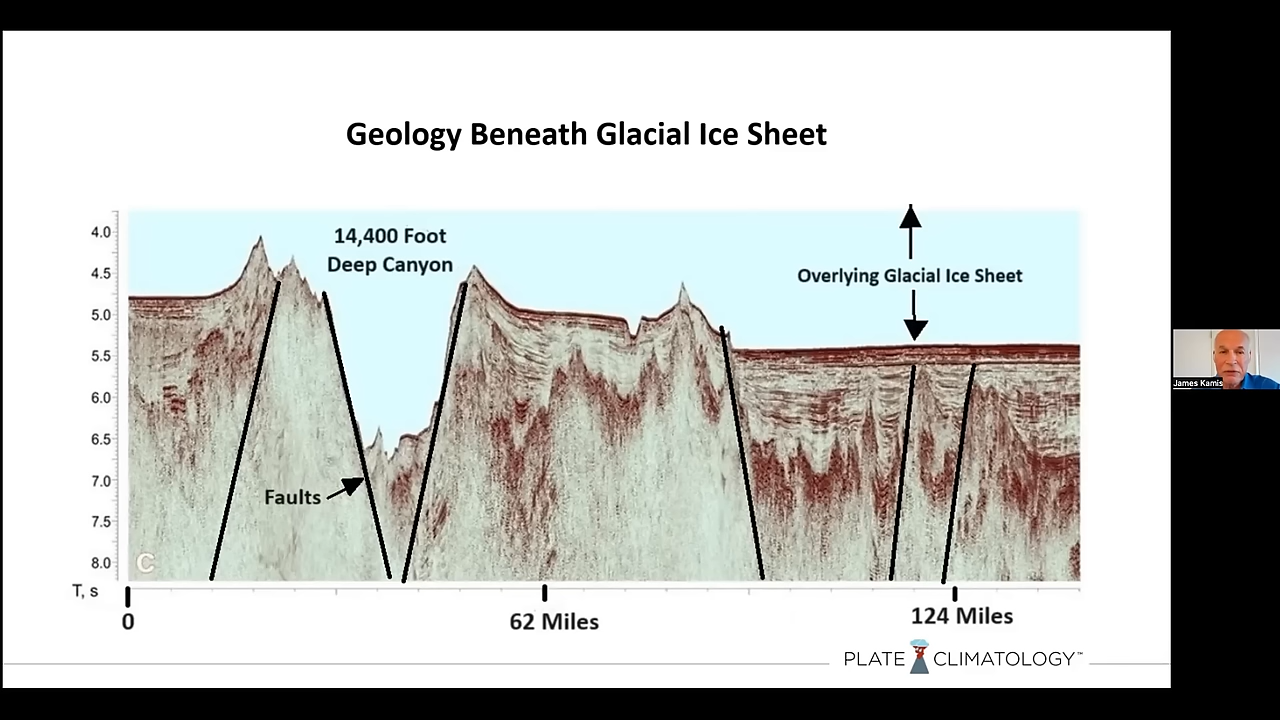 Geology Beneath Glacial Ice Sheet
14,400 Foot
Deep Canyon
Overlying Glacial Ice Sheet
4.0
4.5
5.0
5.5
6.0
6.5
7.0
7.5
8.0
Faults
C
T, s
0
62 Miles
124 Miles
PLATE CLIMATOLOGY™
James Kamis